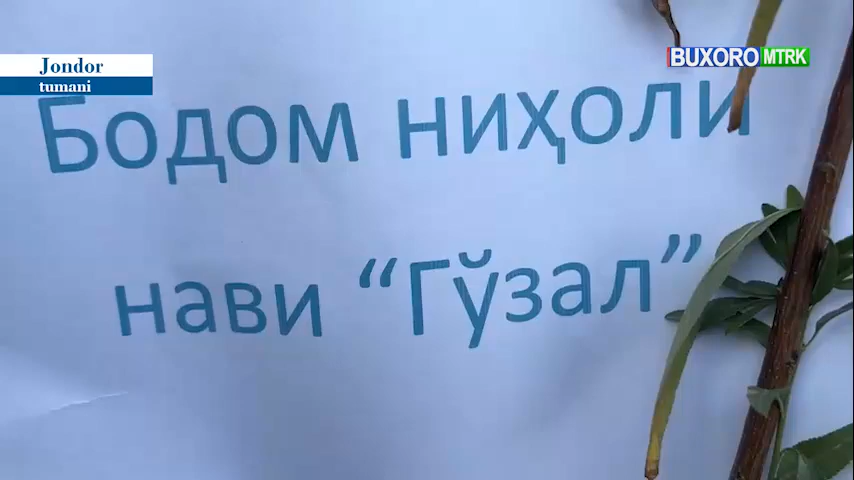 Jondor
tumani
BUXORO MTRK
Бодом ниҳоли
нави “Гўзал”